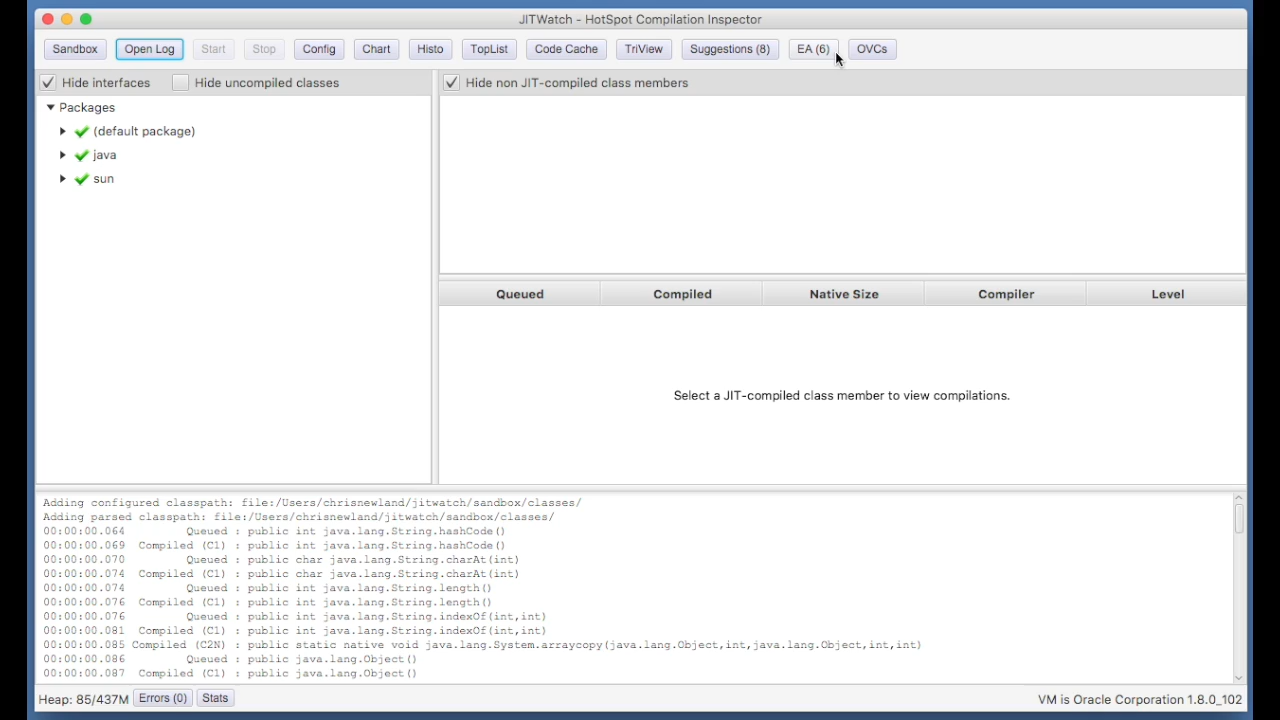 JITWatch - HotSpot Compilation Inspector
Sandbox Open Log Start Stop Config Chart Histo TopList Code Cache TriView Suggestions (8) EA (6) OVCs
Hide interfaces Hide uncompiled classes Hide non JIT-compiled class members
Packages
(default package)
java
sun
Queued Compiled Native Size Compiler Level
Select a JIT-compiled class member to view compilations.
Adding configured classpath: file:/Users/chrisnewland/jitwatch/sandbox/classes/
Adding parsed classpath: file:/Users/chrisnewland/jitwatch/sandbox/classes/
00:00:00.064 Queued : public int java.lang.String.hashCode()
00:00:00.069 Compiled (C1) : public int java.lang.String.hashCode()
00:00:00.070 Queued : public char java.lang.String.charAt(int)
00:00:00.074 Compiled (C1) : public char java.lang.String.charAt(int)
00:00:00.074 Queued : public int java.lang.String.length()
00:00:00.076 Compiled (C1) : public int java.lang.String.length()
00:00:00.076 Queued : public int java.lang.String.indexOf(int,int)
00:00:00.081 Compiled (C1) : public int java.lang.String.indexOf(int,int)
00:00:00.085 Compiled (C2N) : public static native void java.lang.System.arraycopy(java.lang.Object,int,java.lang.Object,int,int)
00:00:00.086 Queued : public java.lang.Object()
00:00:00.087 Compiled (C1) : public java.lang.Object()
Heap: 85/437M Errors (0) Stats VM is Oracle Corporation 1.8.0_102